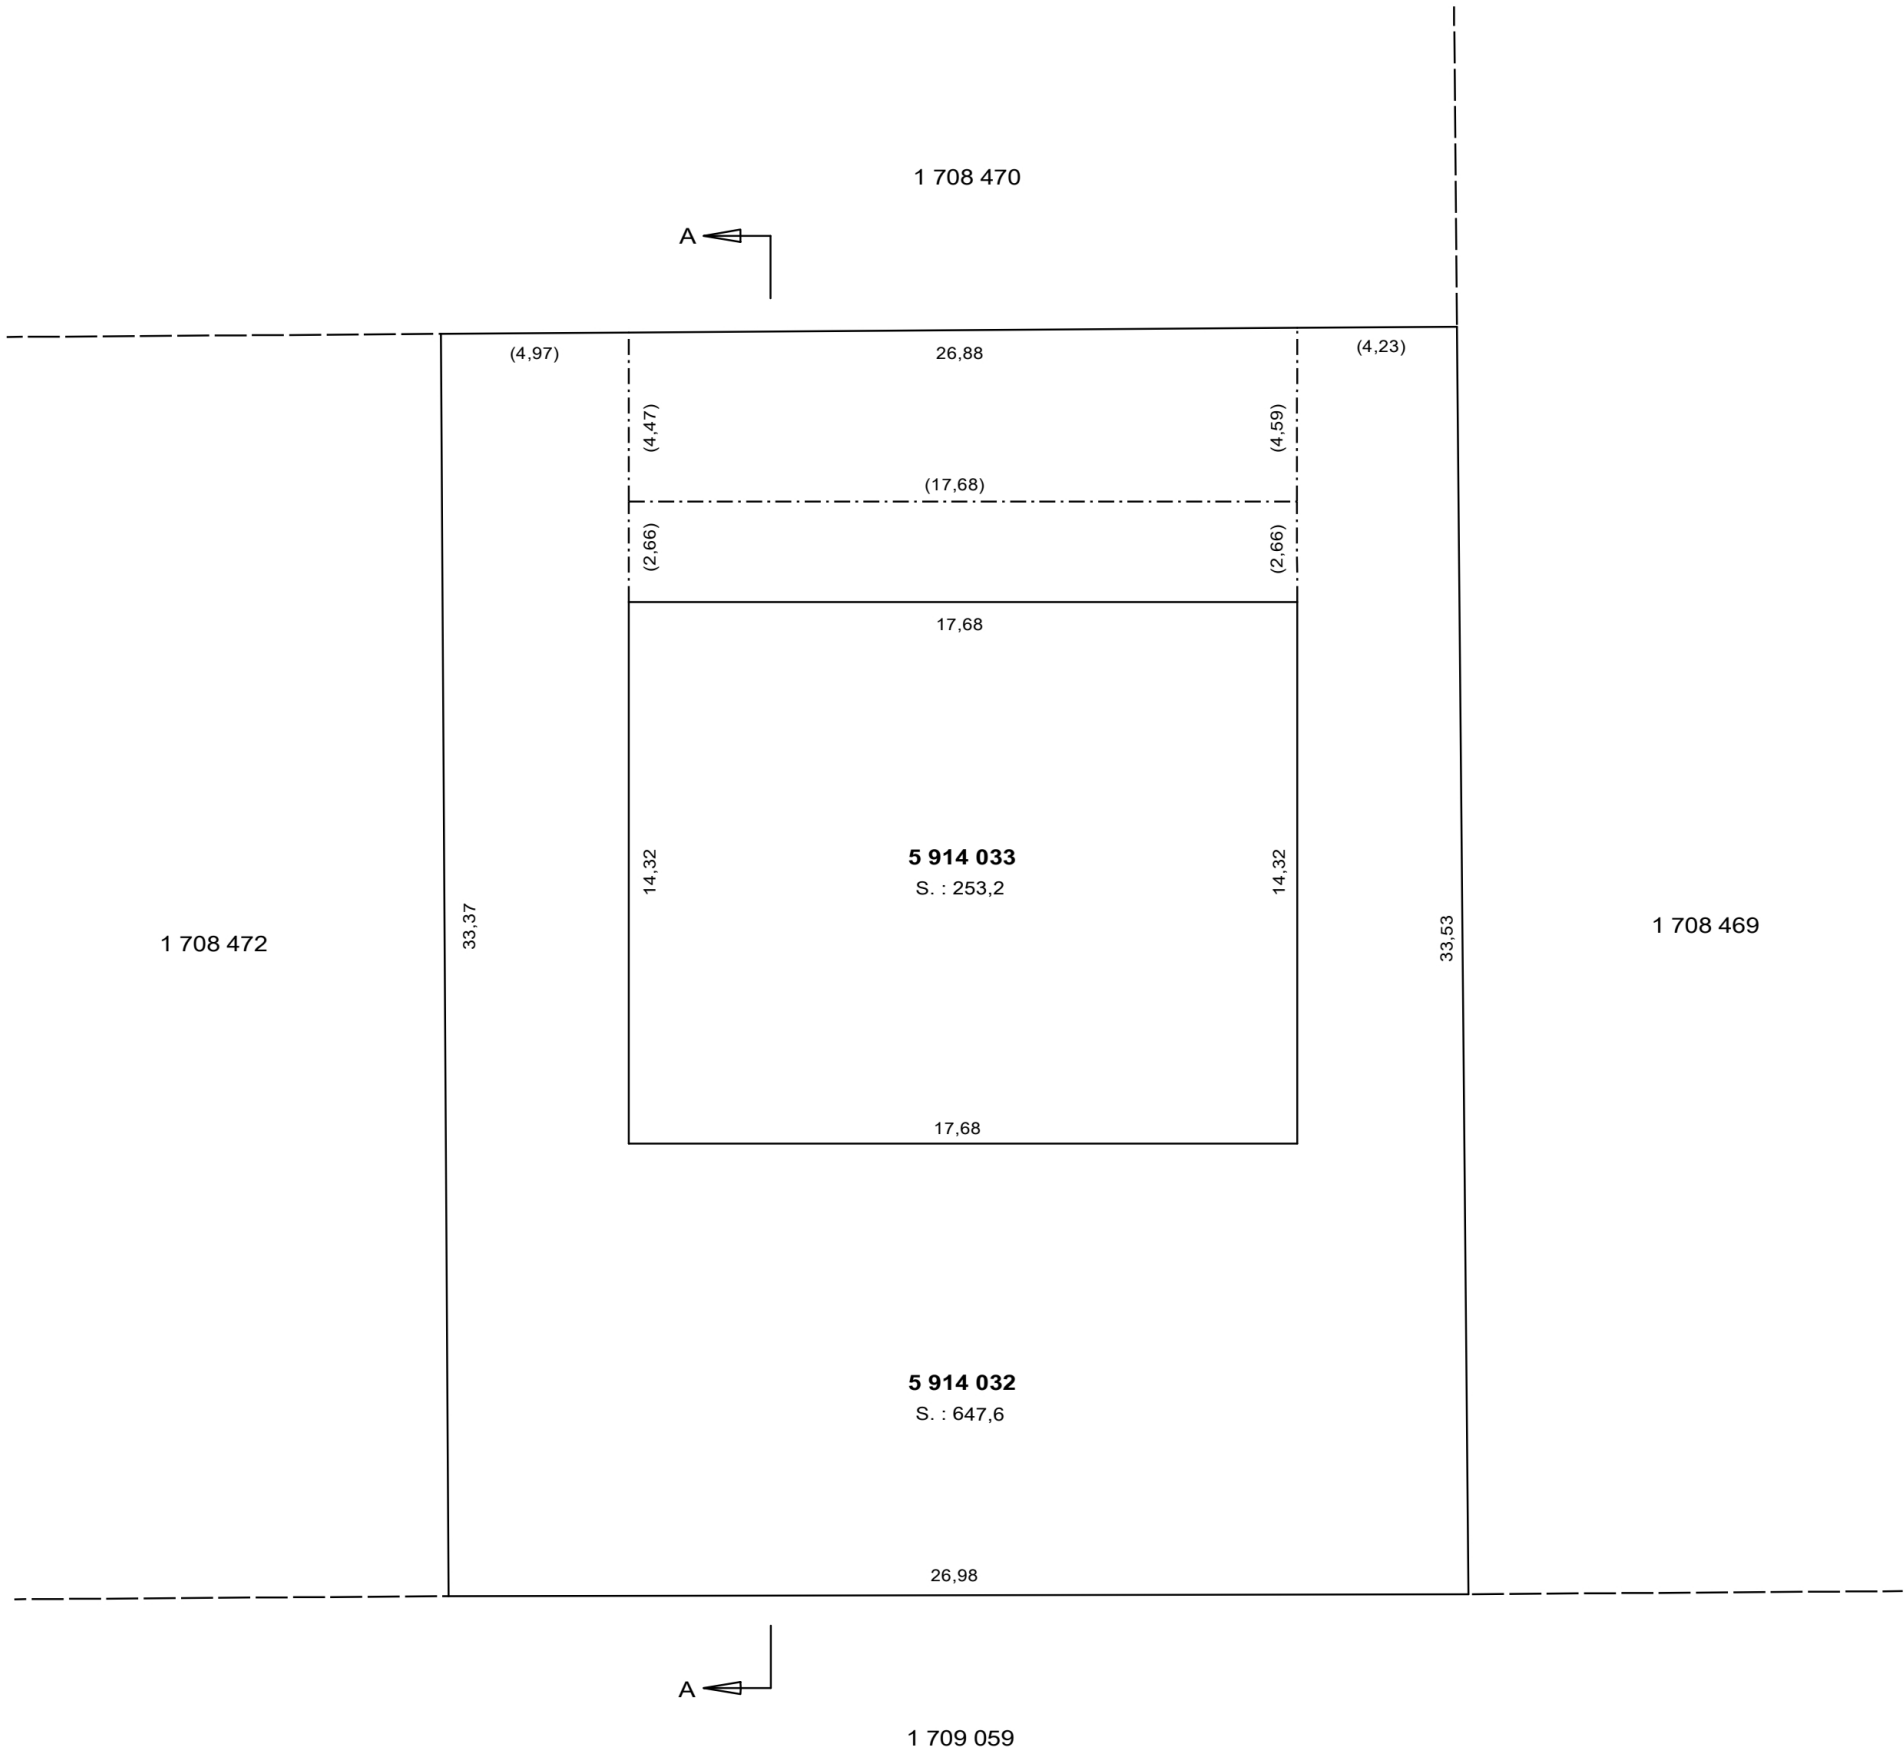 1 708 470
A
(4,97)
26,88
(4,23)
(4,47)
(4,59)
(17,68)
(2,66)
(2,66)
17,68
14,32
5 914 033
S. : 253,2
14,32
1 708 472
33,37
33,53
1 708 469
17,68
5 914 032
S. : 647,6
26,98
A
1 709 059